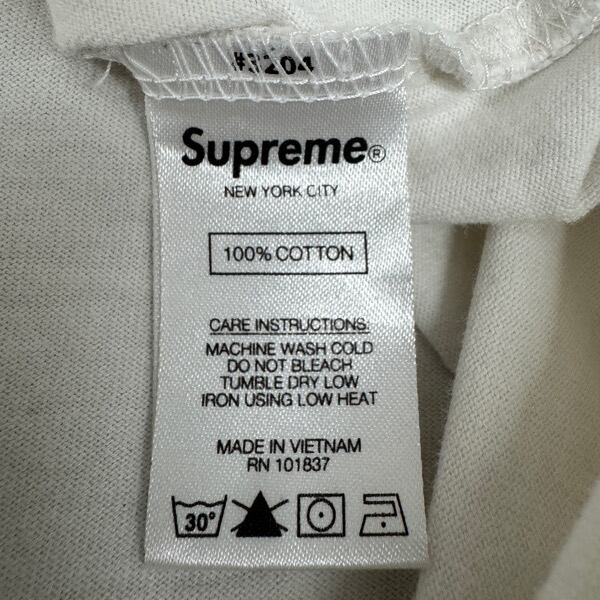 #3204
Supreme®
NEW YORK CITY
100% COTTON
CARE INSTRUCTIONS:
MACHINE WASH COLD
DO NOT BLEACH
TUMBLE DRY LOW
IRON USING LOW HEAT
MADE IN VIETNAM
RN 101837
30°